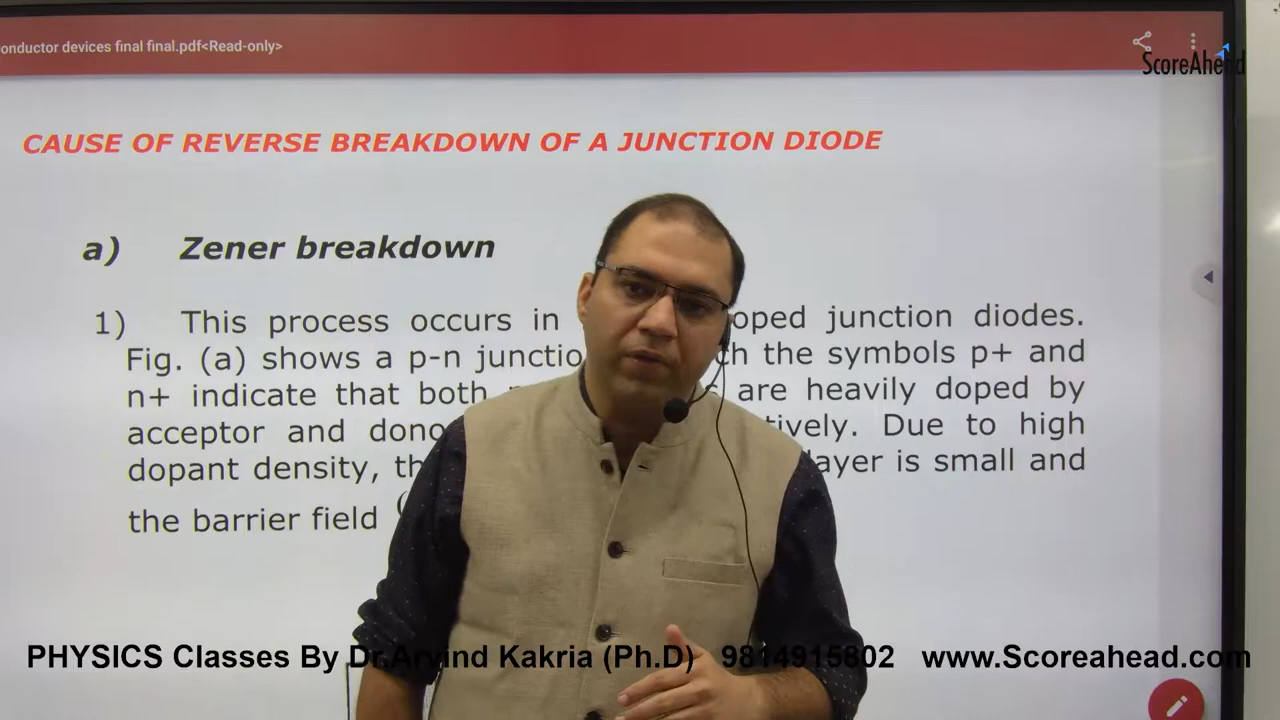 onductor devices final final.pdf<Read-only>
ScoreAhead
CAUSE OF REVERSE BREAKDOWN OF A JUNCTION DIODE
a) Zener breakdown
1) This process occurs in oped junction diodes.
Fig. (a) shows a p-n junctio ch the symbols p+ and
n+ indicate that both are heavily doped by
acceptor and dono tively. Due to high
dopant density, th layer is small and
the barrier field (
PHYSICS Classes By Dr.Arvind Kakria (Ph.D) 9814915802 www.Scoreahead.com